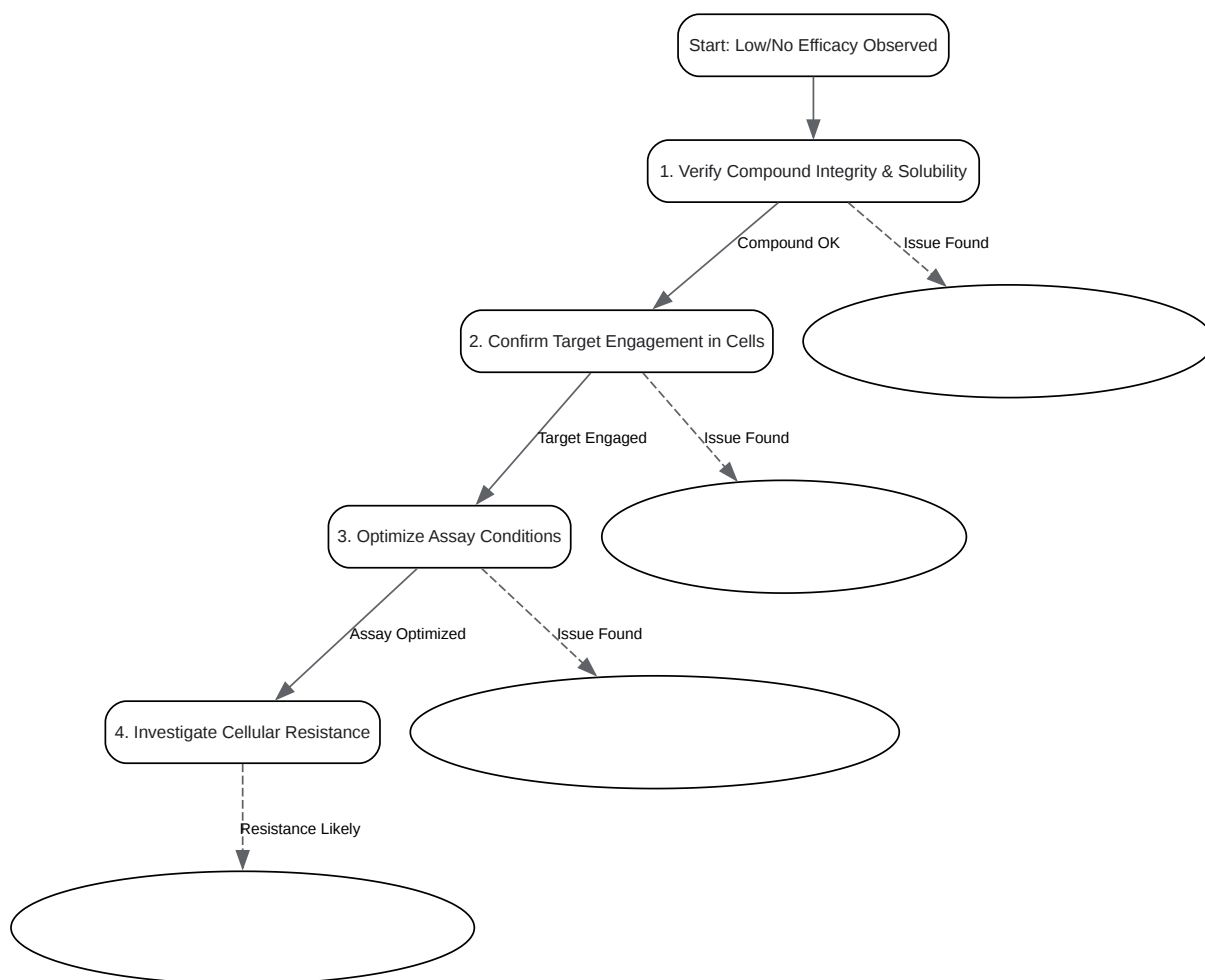 Start: Low/No Efficacy Observed
1. Verify Compound Integrity & Solubility
Compound OK
Issue Found
2. Confirm Target Engagement in Cells
Target Engaged
Issue Found
3. Optimize Assay Conditions
Assay Optimized
Issue Found
4. Investigate Cellular Resistance
Resistance Likely